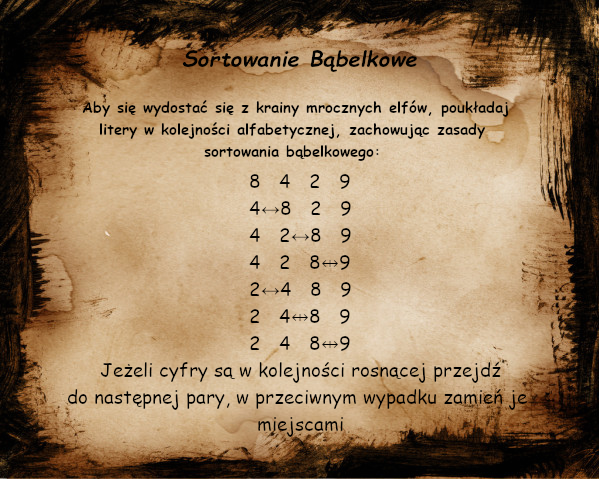 Sortowanie Bąbelkowe
Aby się wydostać się z krainy mrocznych elfów, poukładaj
litery w kolejności alfabetycznej, zachowując zasady
sortowania bąbelkowego:
8 4 2 9
4↔8 2 9
4 2↔8 9
4 2 8↔9
2↔4 8 9
2 4↔8 9
2 4 8↔9
Jeżeli cyfry są w kolejności rosnącej przejdź
do następnej pary, w przeciwnym wypadku zamień je
miejscami